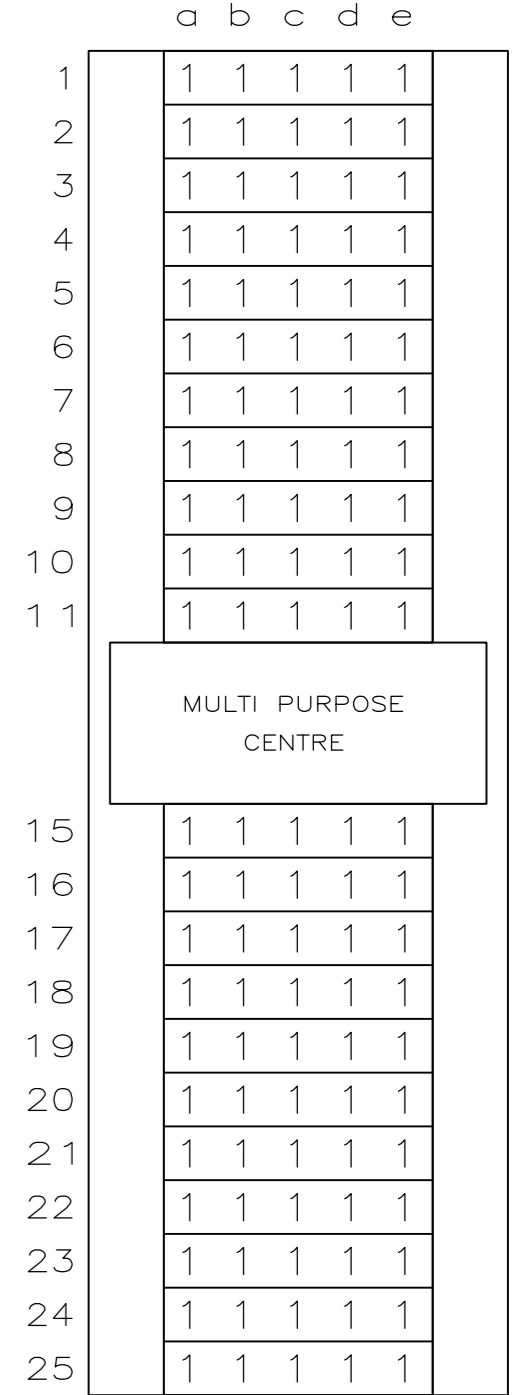 a b c d e
1 1 1 1 1 1
2 1 1 1 1 1
3 1 1 1 1 1
4 1 1 1 1 1
5 1 1 1 1 1
6 1 1 1 1 1
7 1 1 1 1 1
8 1 1 1 1 1
9 1 1 1 1 1
10 1 1 1 1 1
11 1 1 1 1 1
MULTI PURPOSE
CENTRE
15 1 1 1 1 1
16 1 1 1 1 1
17 1 1 1 1 1
18 1 1 1 1 1
19 1 1 1 1 1
20 1 1 1 1 1
21 1 1 1 1 1
22 1 1 1 1 1
23 1 1 1 1 1
24 1 1 1 1 1
25 1 1 1 1 1